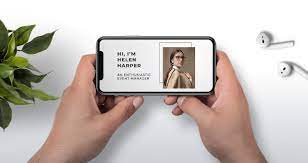 HI, I'M
HELEN
HARPER
AN ENTHUSIASTIC
EVENT MANAGER